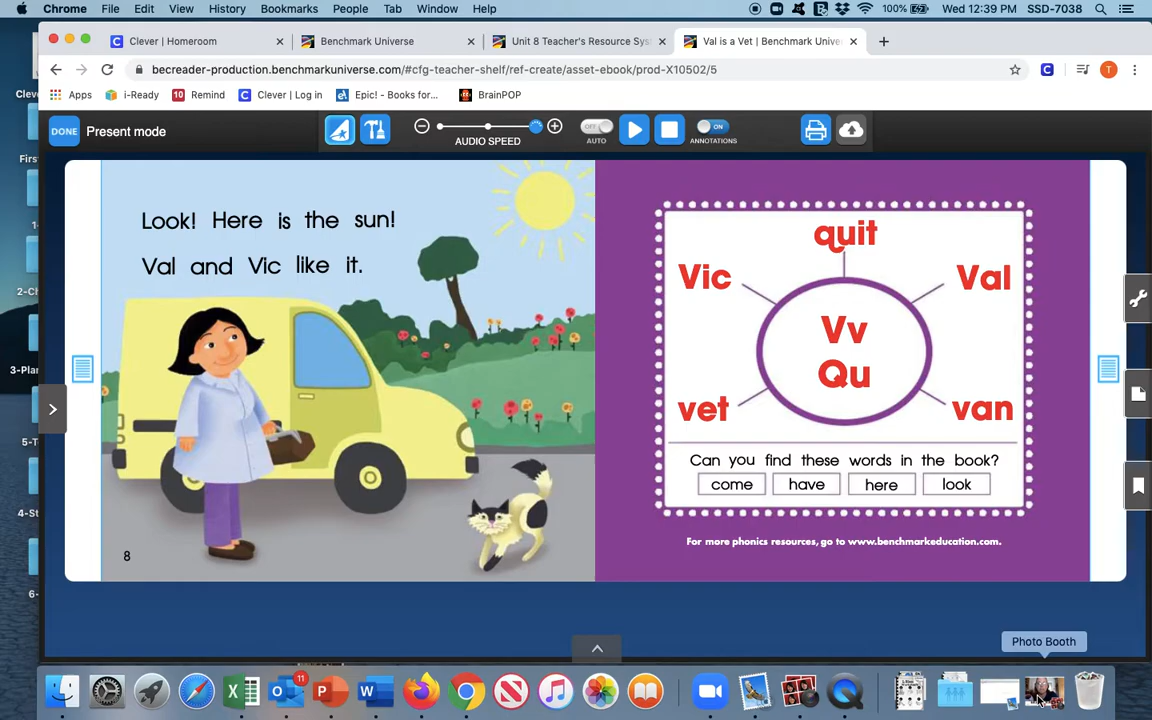 Chrome File Edit View History Bookmarks People Tab Window Help 100% Wed 12:39 PM SSD-7038
Clever | Homeroom Benchmark Universe Unit 8 Teacher's Resource Sys Val is a Vet | Benchmark Unive
becreader-production.benchmarkuniverse.com/#cfg-teacher-shelf/ref-create/asset-ebook/prod-X10502/5
Apps i-Ready Remind Clever | Log in Epic! - Books for... BrainPOP
DONE Present mode AUDIO SPEED OFF AUTO ON ANNOTATIONS
Look! Here is the sun!
Val and Vic like it.
8
quit
Vic Val
Vv
Qu
vet van
Can you find these words in the book?
come have here look
For more phonics resources, go to www.benchmarkeducation.com.
Photo Booth
11